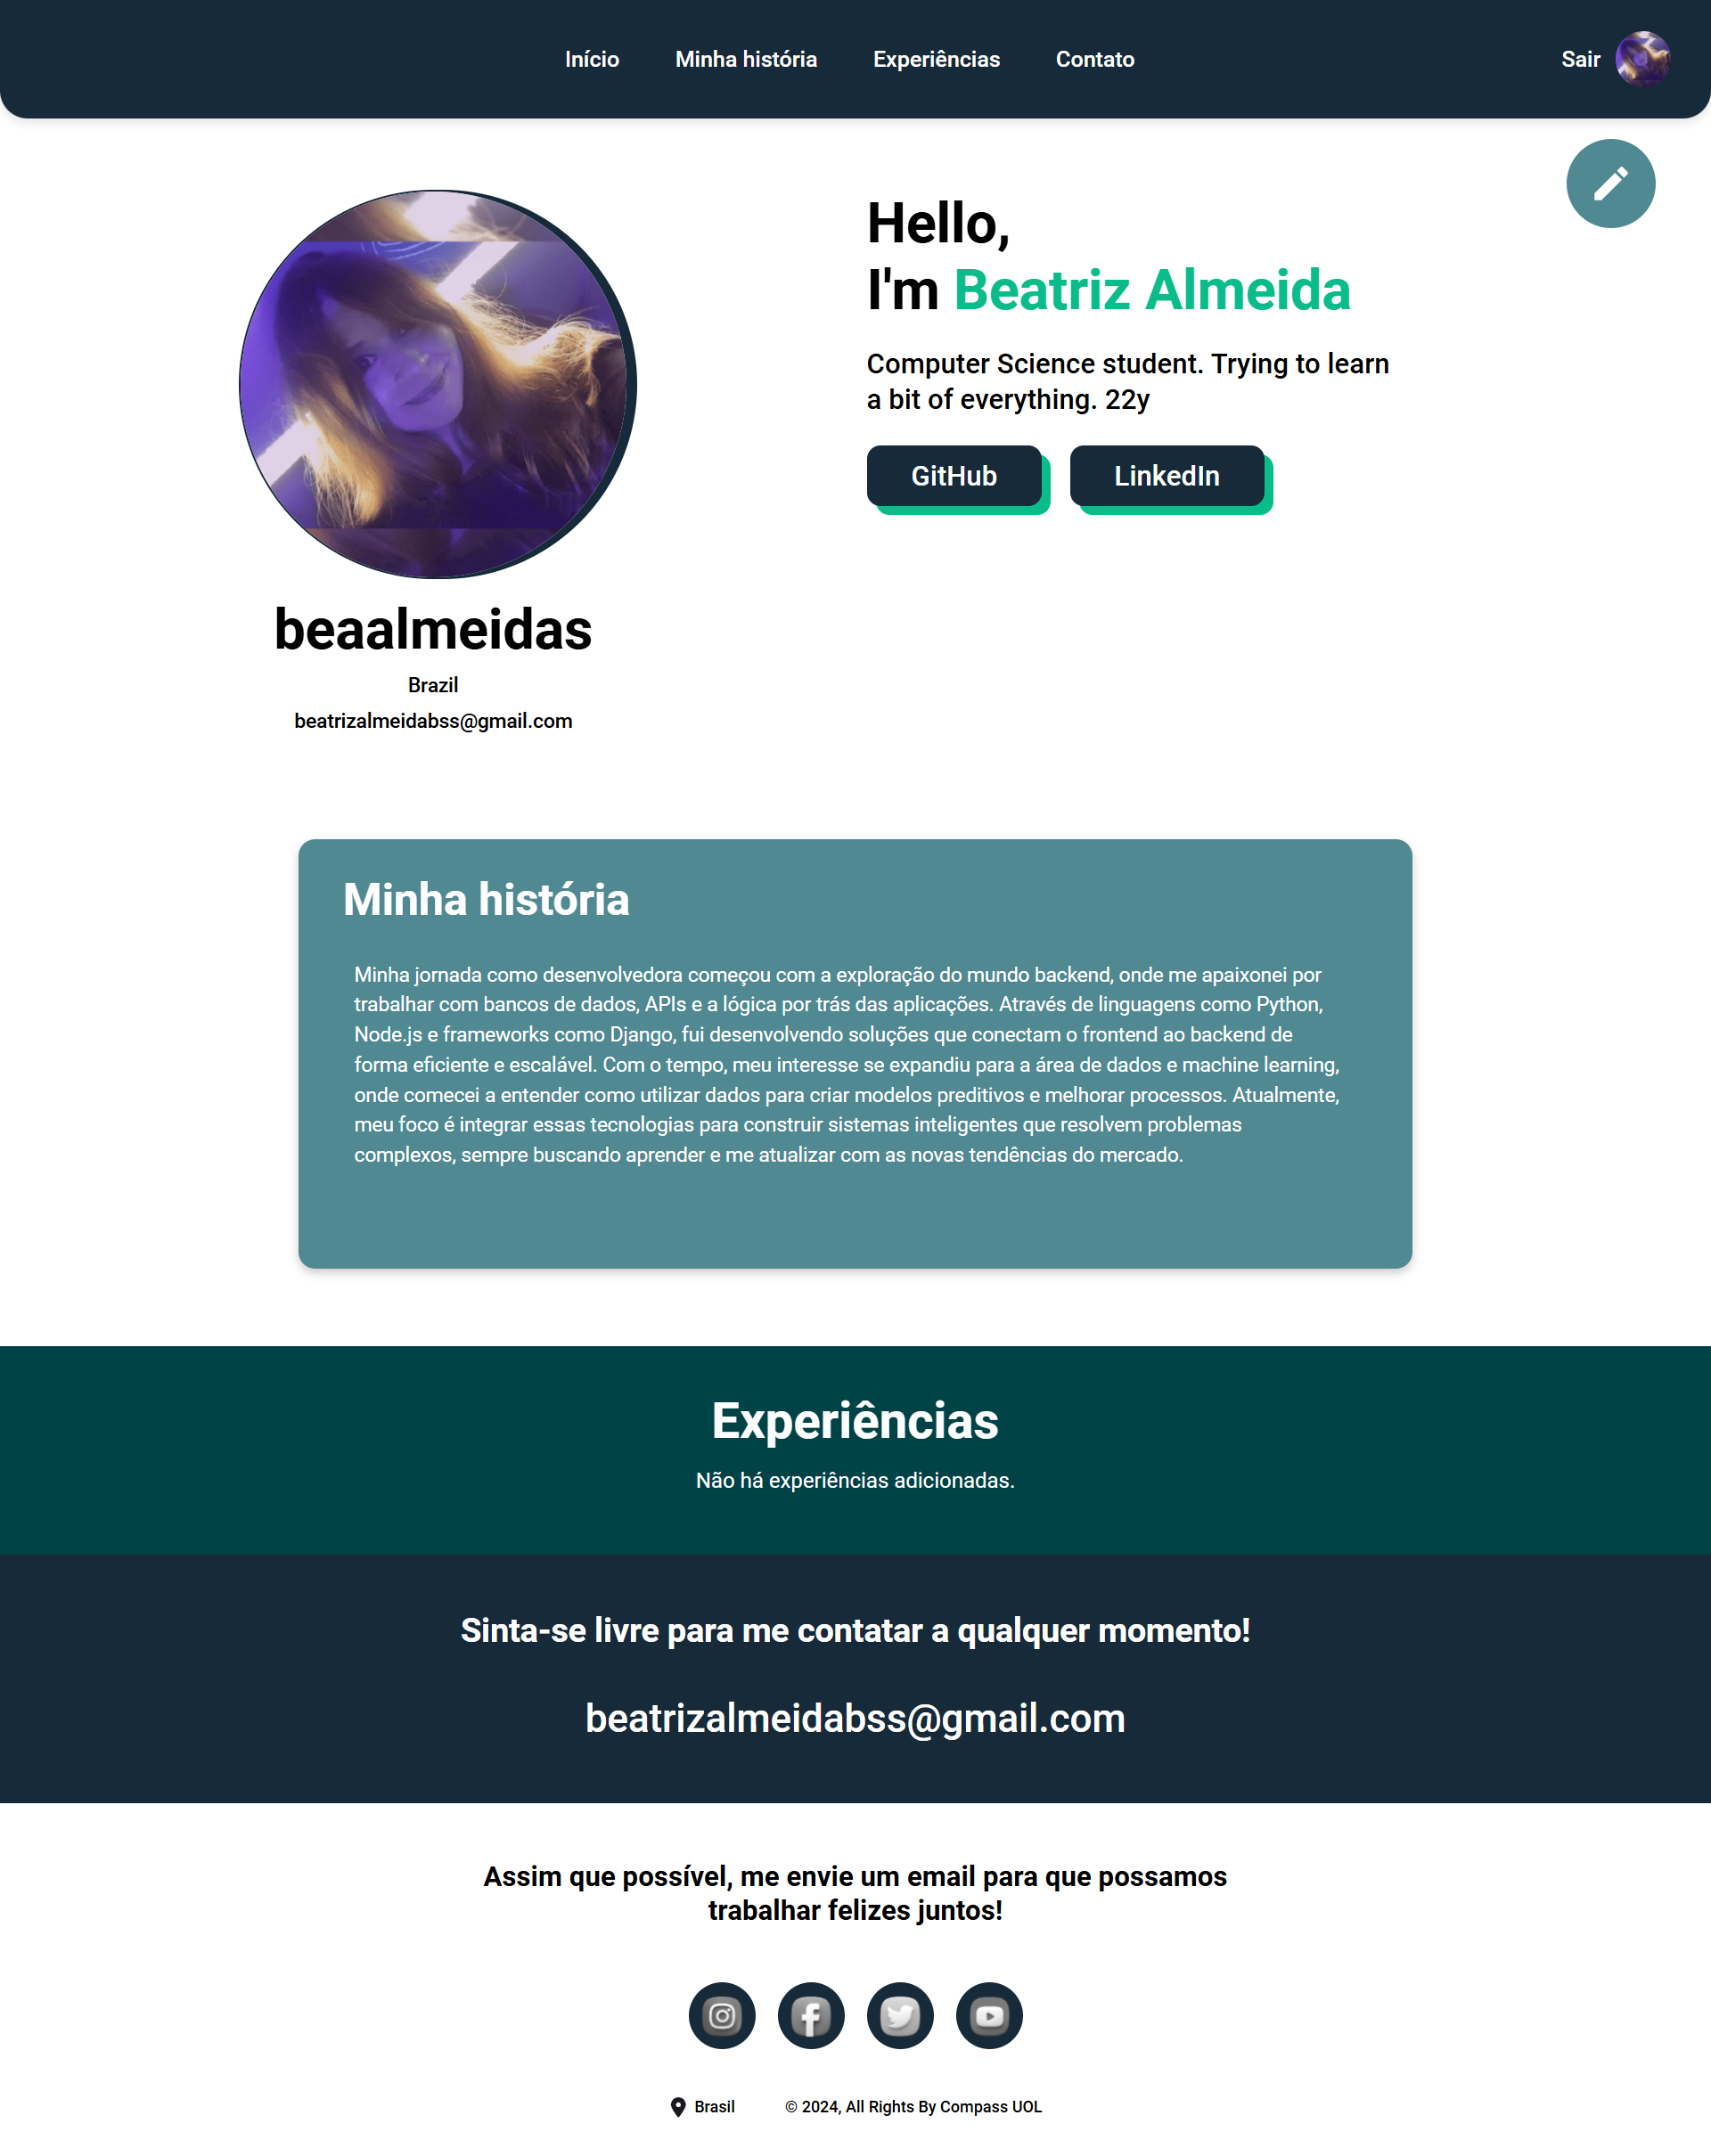 Início Minha história Experiências Contato Sair
Hello,
I'm Beatriz Almeida
Computer Science student. Trying to learn
a bit of everything. 22y
GitHub LinkedIn
beaalmeidas
Brazil
beatrizalmeidabss@gmail.com
Minha história
Minha jornada como desenvolvedora começou com a exploração do mundo backend, onde me apaixonei por
trabalhar com bancos de dados, APIs e a lógica por trás das aplicações. Através de linguagens como Python,
Node.js e frameworks como Django, fui desenvolvendo soluções que conectam o frontend ao backend de
forma eficiente e escalável. Com o tempo, meu interesse se expandiu para a área de dados e machine learning,
onde comecei a entender como utilizar dados para criar modelos preditivos e melhorar processos. Atualmente,
meu foco é integrar essas tecnologias para construir sistemas inteligentes que resolvem problemas
complexos, sempre buscando aprender e me atualizar com as novas tendências do mercado.
Experiências
Não há experiências adicionadas.
Sinta-se livre para me contatar a qualquer momento!
beatrizalmeidabss@gmail.com
Assim que possível, me envie um email para que possamos
trabalhar felizes juntos!
Brasil © 2024, All Rights By Compass UOL